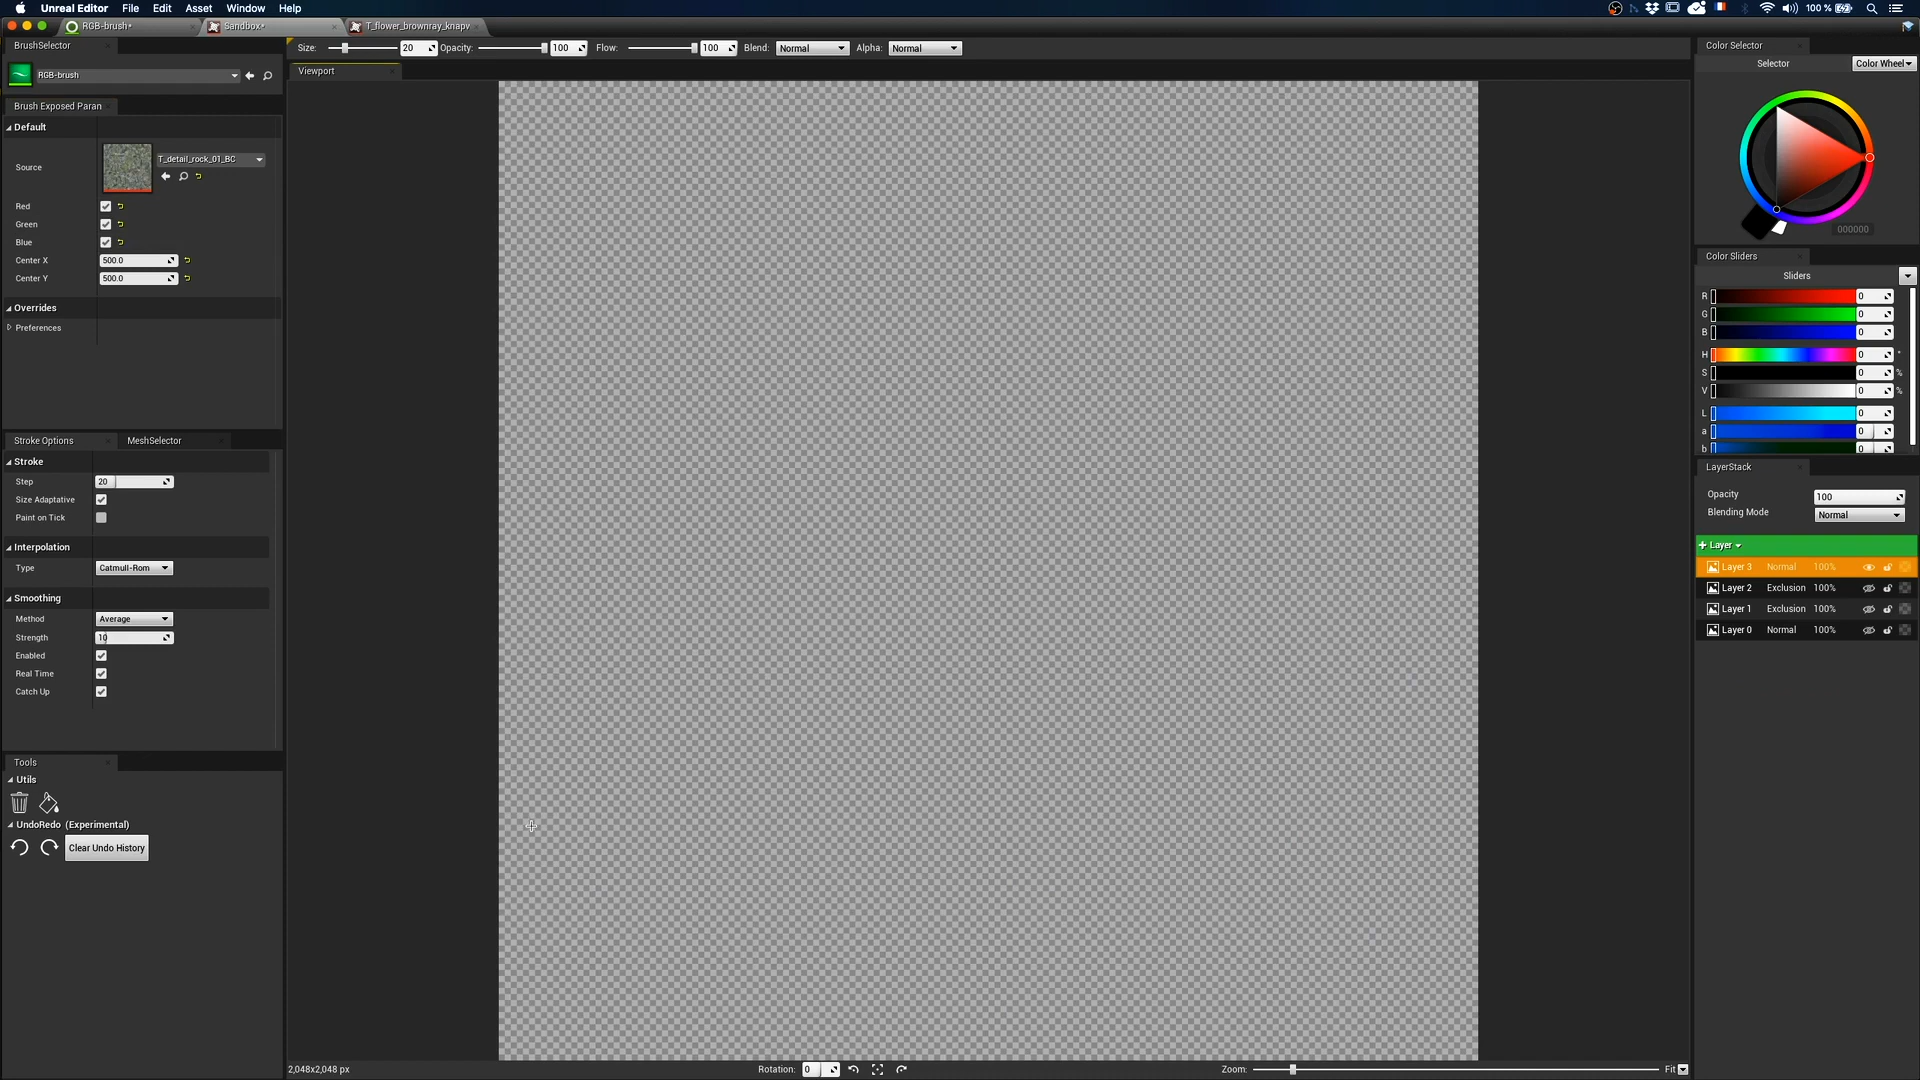 Unreal Editor File Edit Asset Window Help 100 %
RGB-brush* Sandbox* T_flower_brownray_knapv
BrushSelector
RGB-brush
Size: 20 Opacity: 100 Flow: 100 Blend: Normal Alpha: Normal
Viewport
Brush Exposed Paran
Default
Source T_detail_rock_01_BC
Red
Green
Blue
Center X 500.0
Center Y 500.0
Overrides
Preferences
Stroke Options MeshSelector
Stroke
Step 20
Size Adaptative
Paint on Tick
Interpolation
Type Catmull-Rom
Smoothing
Method Average
Strength 10
Enabled
Real Time
Catch Up
Tools
Utils
UndoRedo (Experimental)
Clear Undo History
2,048x2,048 px Rotation: 0 Zoom: Fit
Color Selector
Selector Color Wheel
000000
Color Sliders
Sliders
R 0
G 0
B 0
H 0 °
S 0 %
V 0 %
L 0
a 0
b 0
LayerStack
Opacity 100
Blending Mode Normal
+ Layer
Layer 3 Normal 100%
Layer 2 Exclusion 100%
Layer 1 Exclusion 100%
Layer 0 Normal 100%